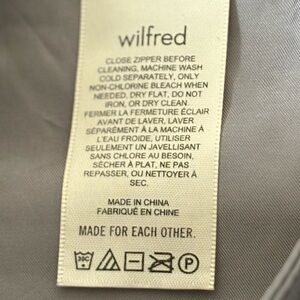 wilfred
CLOSE ZIPPER BEFORE
CLEANING, MACHINE WASH
COLD SEPARATELY, ONLY
NON-CHLORINE BLEACH WHEN
NEEDED, DRY FLAT, DO NOT
IRON, OR DRY CLEAN.
FERMER LA FERMETURE ÉCLAIR
AVANT DE LAVER, LAVER
SÉPARÉMENT À LA MACHINE À
L'EAU FROIDE, UTILISER
SEULEMENT UN JAVELLISANT
SANS CHLORE AU BESOIN,
SÉCHER À PLAT, NE PAS
REPASSER, OU NETTOYER À
SEC.
MADE IN CHINA
FABRIQUÉ EN CHINE
MADE FOR EACH OTHER.
30C P